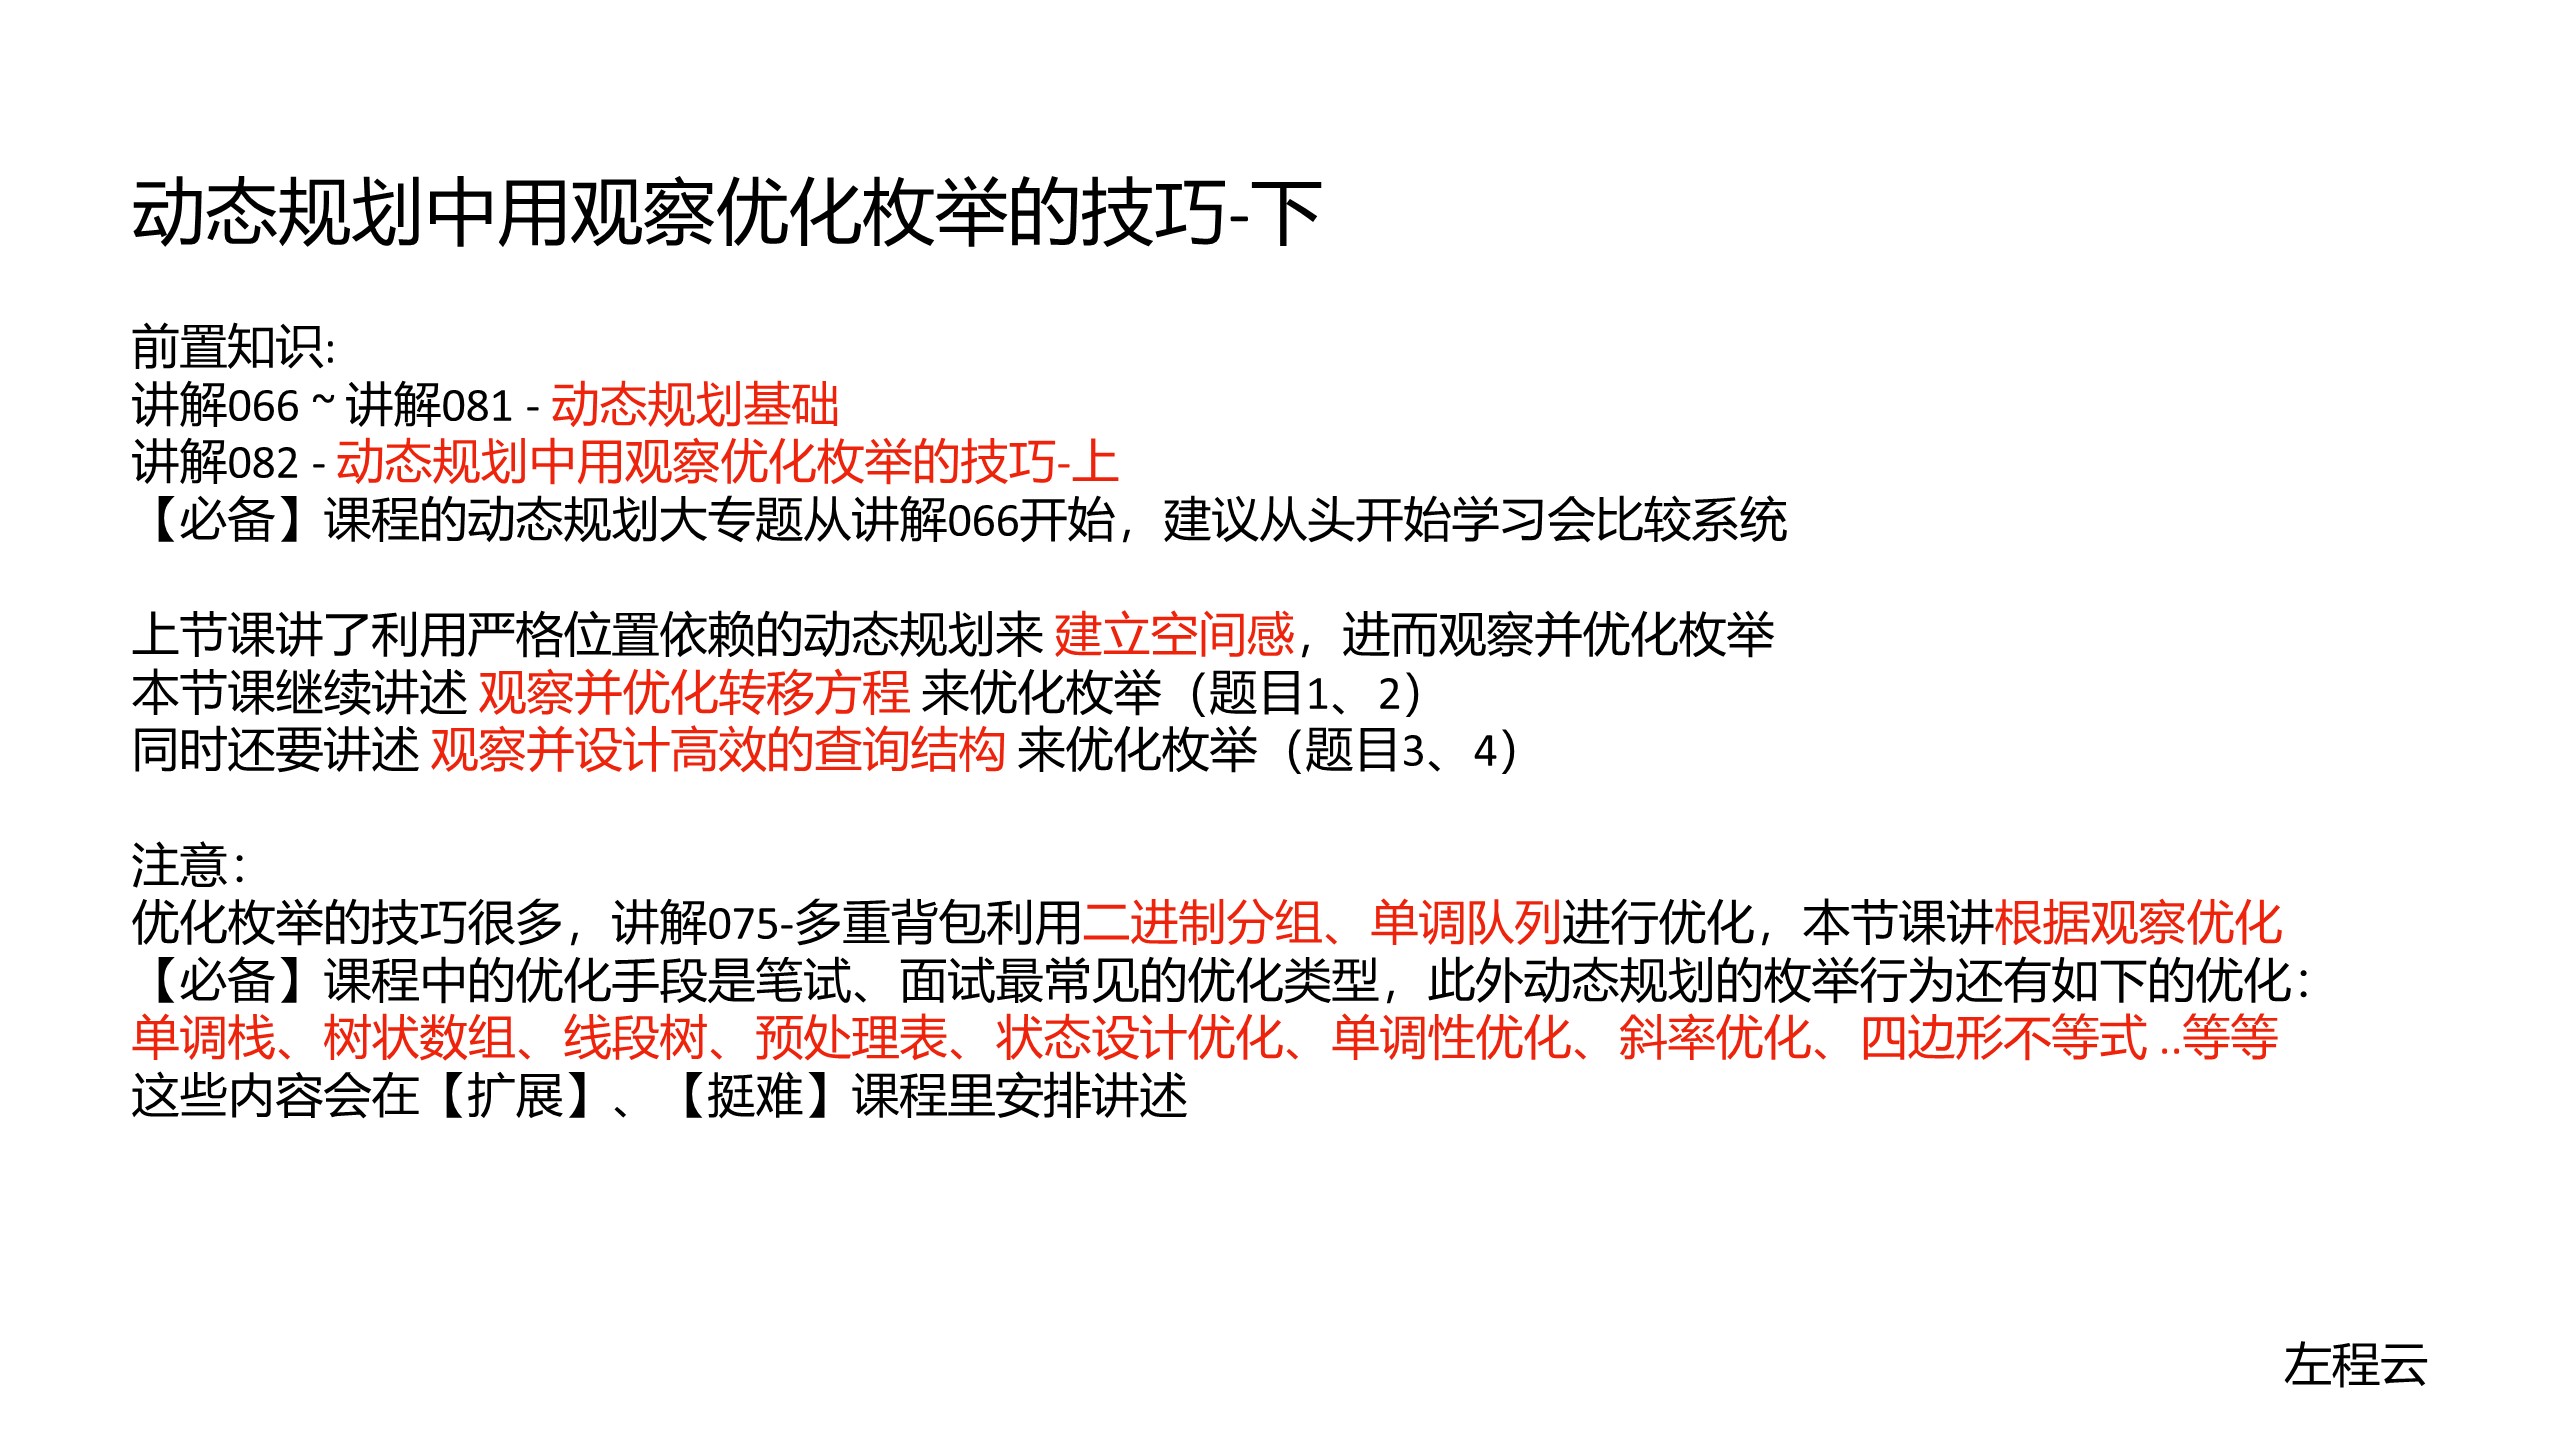 动态规划中用观察优化枚举的技巧-下
前置知识:
讲解066 ~ 讲解081 - 动态规划基础
讲解082 - 动态规划中用观察优化枚举的技巧-上
【必备】课程的动态规划大专题从讲解066开始，建议从头开始学习会比较系统
上节课讲了利用严格位置依赖的动态规划来 建立空间感，进而观察并优化枚举
本节课继续讲述 观察并优化转移方程 来优化枚举（题目1、2）
同时还要讲述 观察并设计高效的查询结构 来优化枚举（题目3、4）
注意：
优化枚举的技巧很多，讲解075-多重背包利用二进制分组、单调队列进行优化，本节课讲根据观察优化
【必备】课程中的优化手段是笔试、面试最常见的优化类型，此外动态规划的枚举行为还有如下的优化：
单调栈、树状数组、线段树、预处理表、状态设计优化、单调性优化、斜率优化、四边形不等式 ..等等
这些内容会在【扩展】、【挺难】课程里安排讲述
左程云